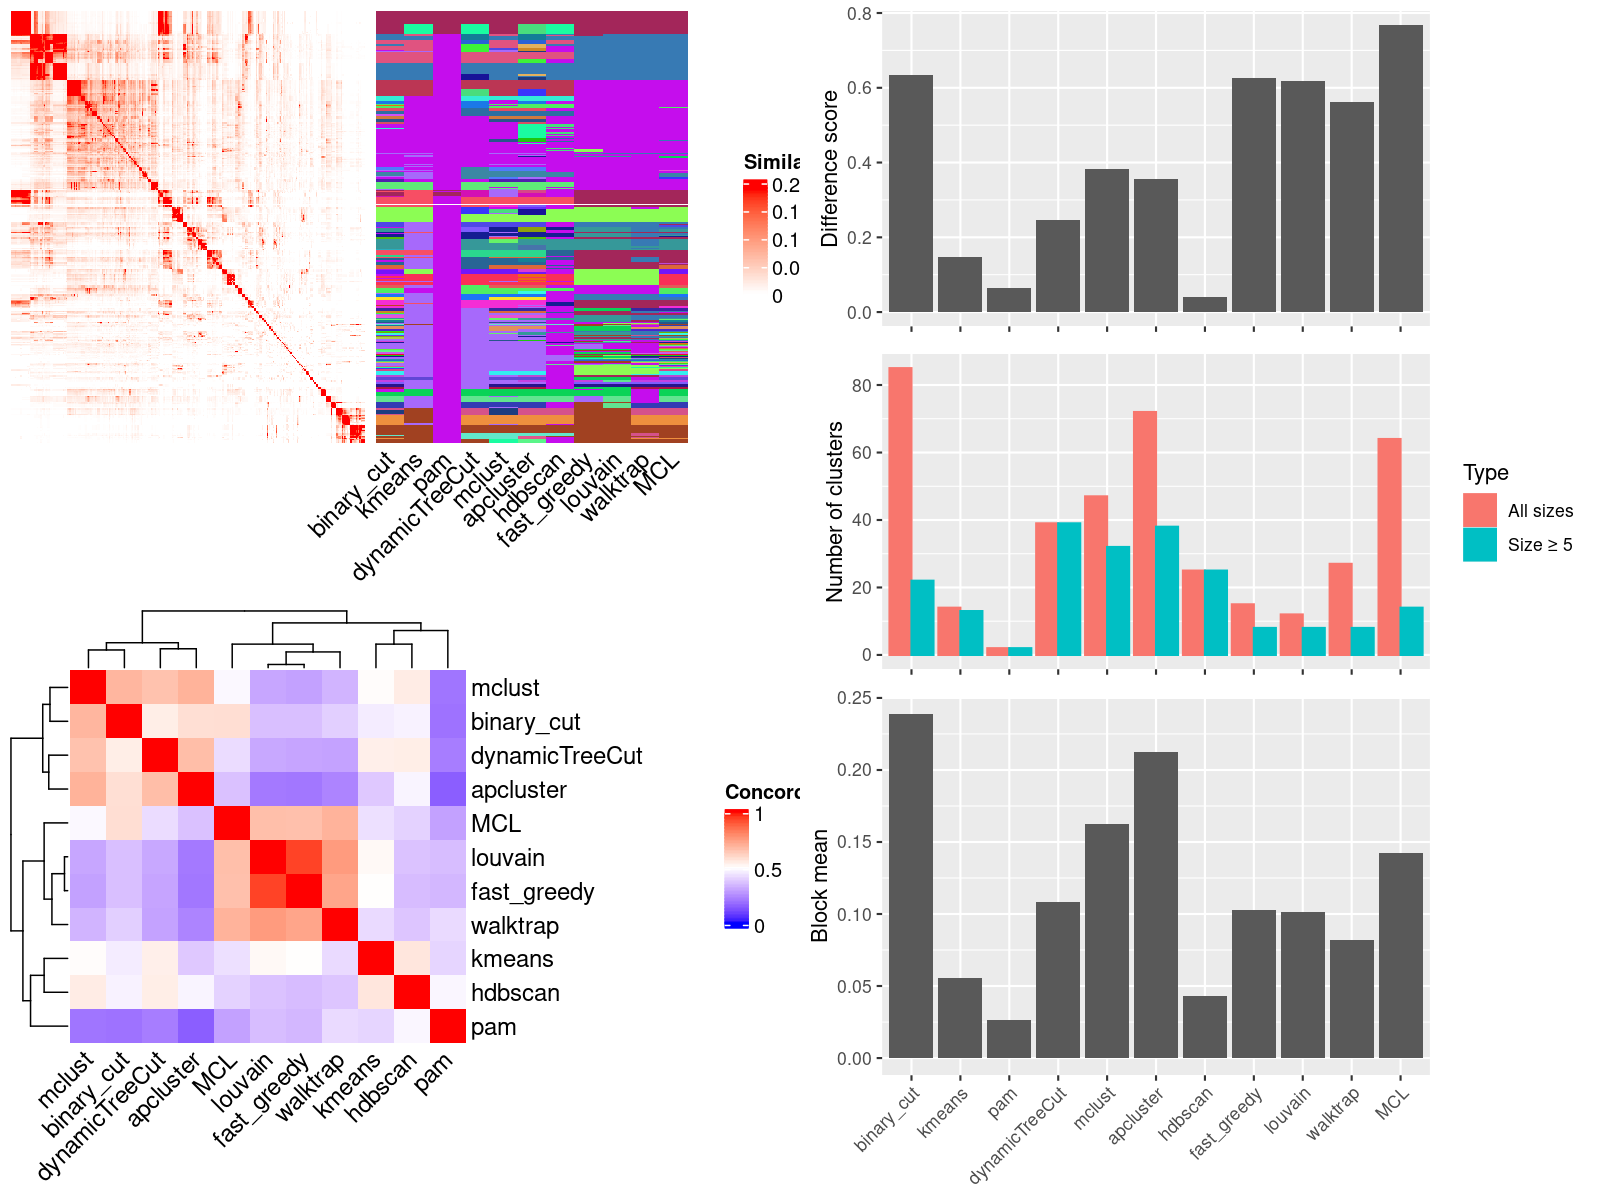 Simila
0.2
0.1
0.1
0.0
0
binary_cut
kmeans
pam
dynamicTreeCut
mclust
apcluster
hdbscan
fast_greedy
louvain
walktrap
MCL
mclust
binary_cut
dynamicTreeCut
apcluster
MCL
louvain
fast_greedy
walktrap
kmeans
hdbscan
pam
mclust
binary_cut
dynamicTreeCut
apcluster
MCL
louvain
fast_greedy
walktrap
kmeans
hdbscan
pam
Concord
1
0.5
0
Difference score
0.8
0.6
0.4
0.2
0.0
Number of clusters
80
60
40
20
0
Type
All sizes
Size ≥ 5
Block mean
0.25
0.20
0.15
0.10
0.05
0.00
binary_cut
kmeans
pam
dynamicTreeCut
mclust
apcluster
hdbscan
fast_greedy
louvain
walktrap
MCL